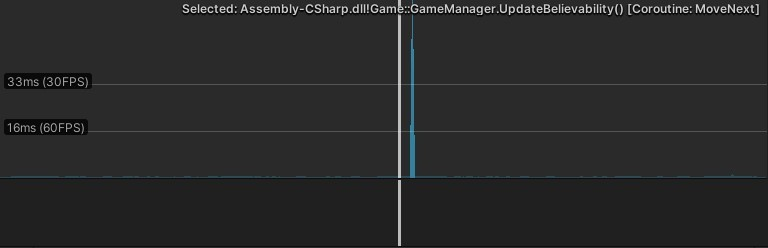 Selected: Assembly-CSharp.dll!Game::GameManager.UpdateBelievability() [Coroutine: MoveNext]
33ms (30FPS)
16ms (60FPS)